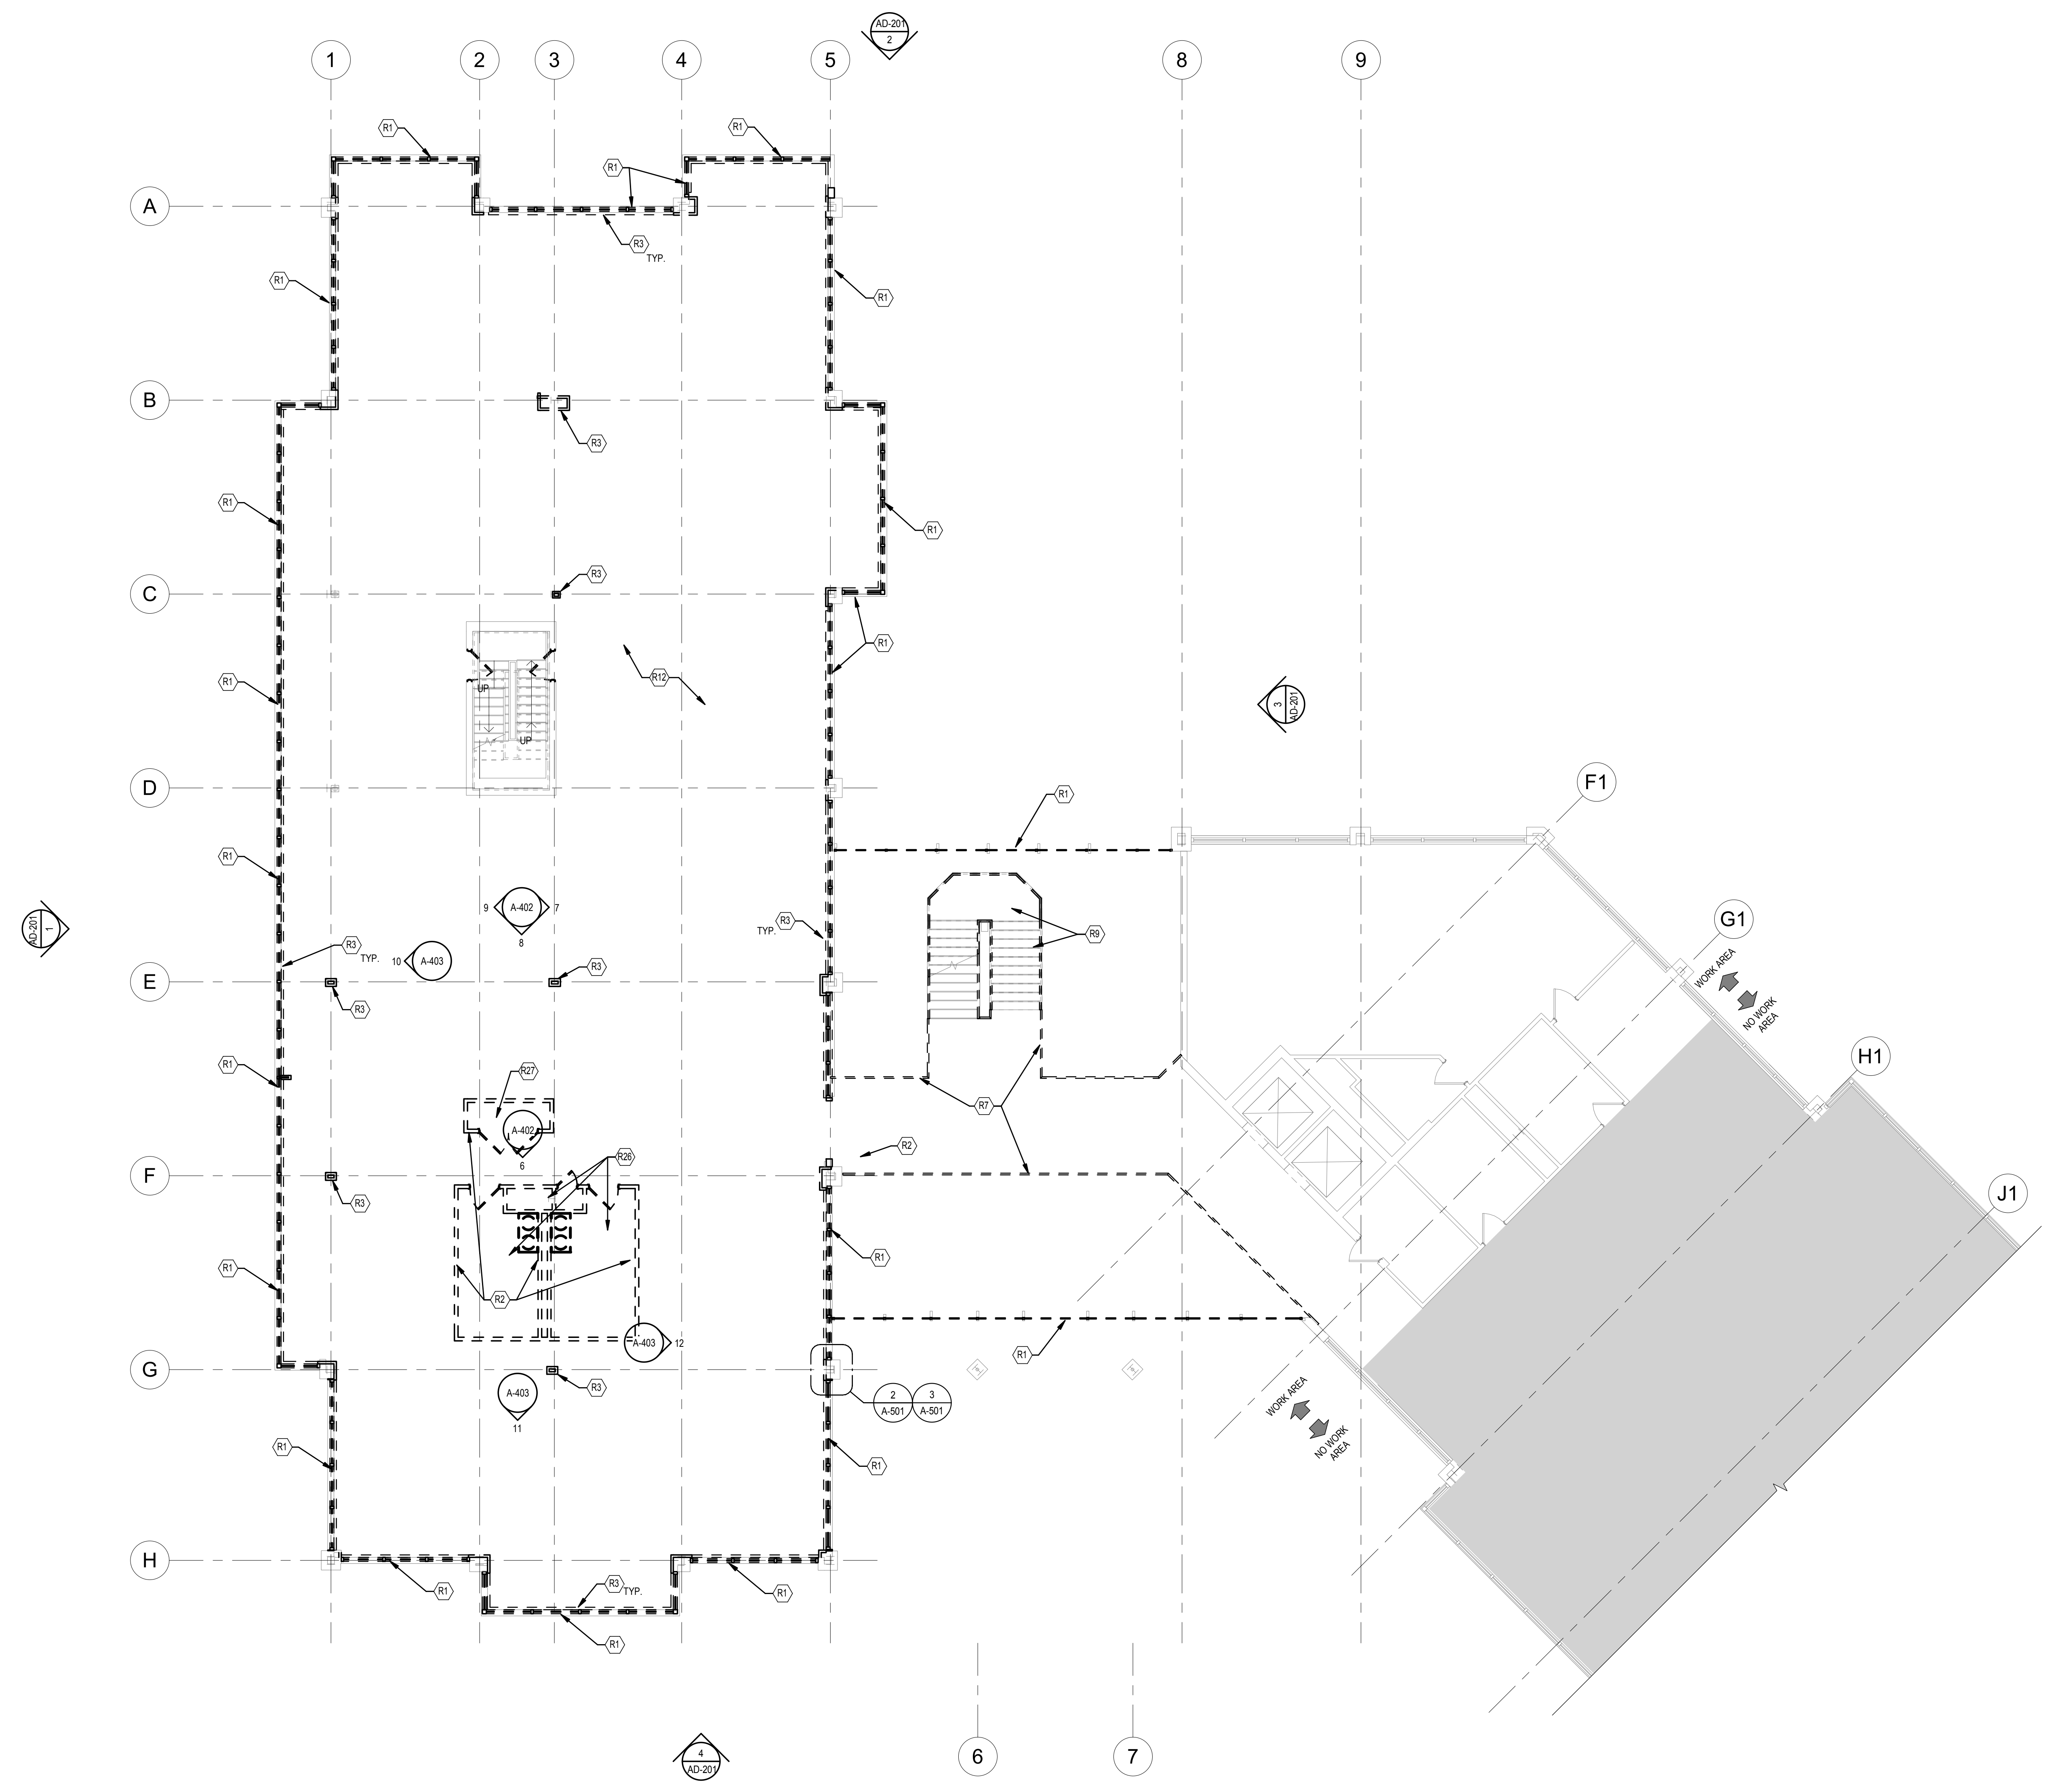 AD-201
2
1
2
3
4
5
8
9
R1
R1
R1
A
R3
TYP.
R1
R1
B
R3
R1
R1
C
R3
R1
R12
R1
UP
UP
3
AD-201
D
F1
R1
R1
9
A-402
7
8
G1
AD-201
1
R3
TYP.
R9
R3
TYP.
10
A-403
WORK AREA
NO WORK
AREA
E
R3
R3
H1
R1
R27
R7
A-402
6
R2
R26
F
R3
J1
R1
R1
R2
A-403
12
R1
G
R3
2
A-501
3
A-501
A-403
11
WORK AREA
NO WORK
AREA
R1
R1
H
R1
R3
TYP.
R1
R1
6
7
4
AD-201